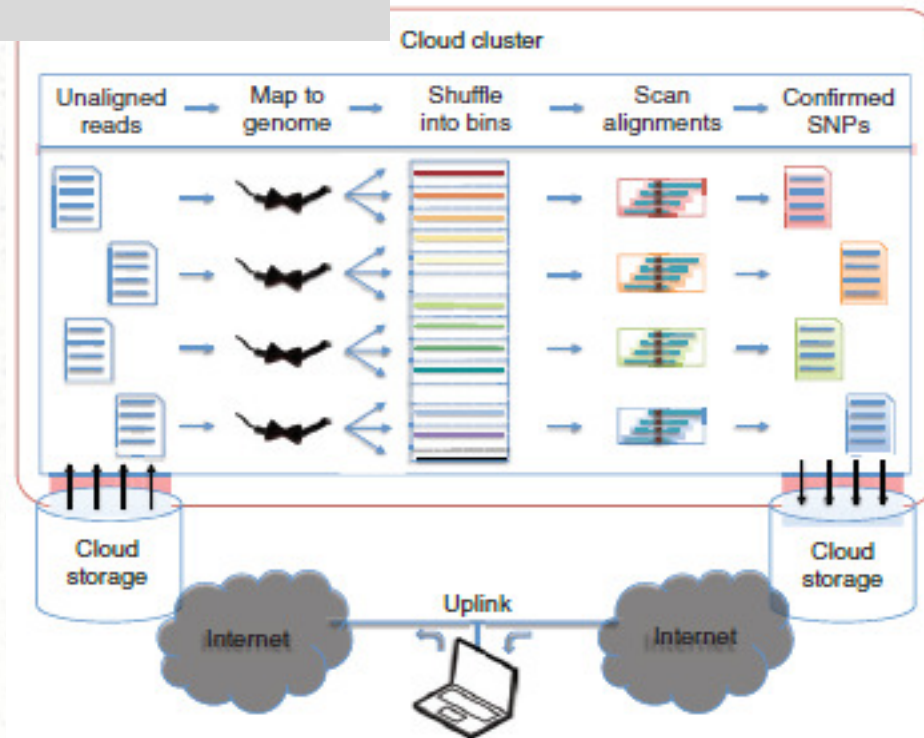 Cloud cluster
Unaligned
reads
Map to
genome
Shuffle
into bins
Scan
alignments
Confirmed
SNPs
Cloud
storage
Cloud
storage
Uplink
Internet
Internet